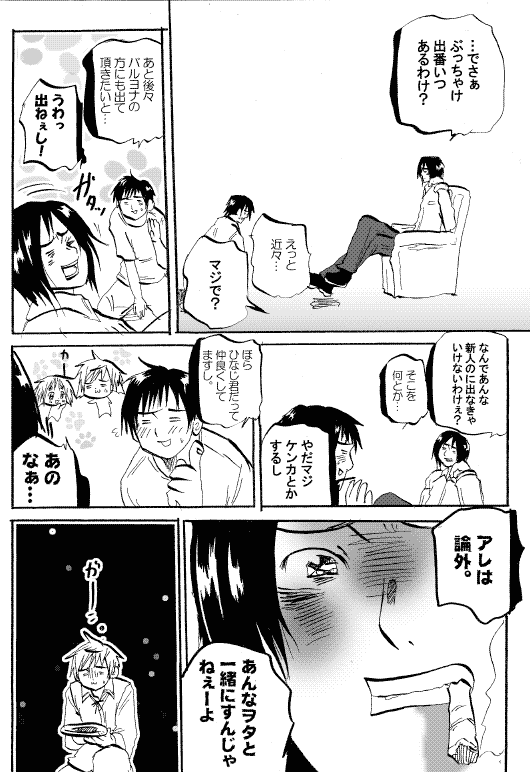 …でさぁ
ぶっちゃけ
出番いつ
あるわけ？
えっと
近々…
マジで？
あと後々
バルヨナの
方にも出て
頂きたいと…
うわっ
出ねぇし！
ガタッ
なんであんな
新人のに出なきゃ
いけないわけぇ？
そこを
何とか…
やだマジ
ケンカとか
するし
ほら
ひなじ君だって
仲良くして
ますし。
か
あの
なぁ…
アレは
論外。
あんなヲタと
一緒にすんじゃ
ねぇーよ
かーー…。